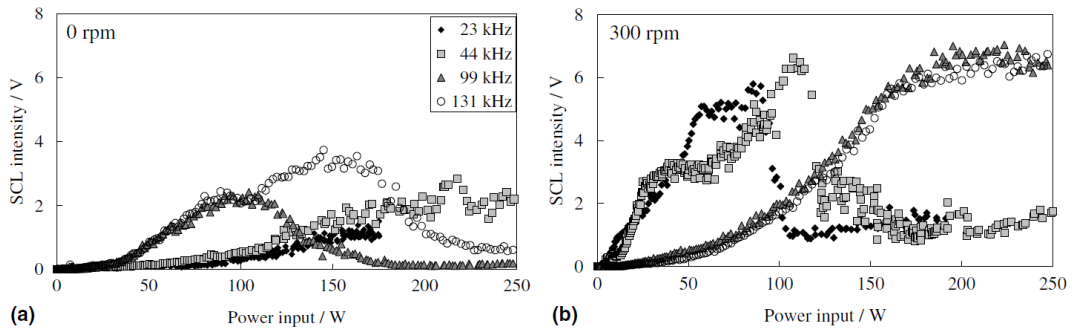 0 rpm
23 kHz
44 kHz
99 kHz
131 kHz
8
6
4
2
0
SCL intensity / V
0 50 100 150 200 250
Power input / W
(a)
300 rpm
8
6
4
2
0
SCL intensity / V
0 50 100 150 200 250
Power input / W
(b)